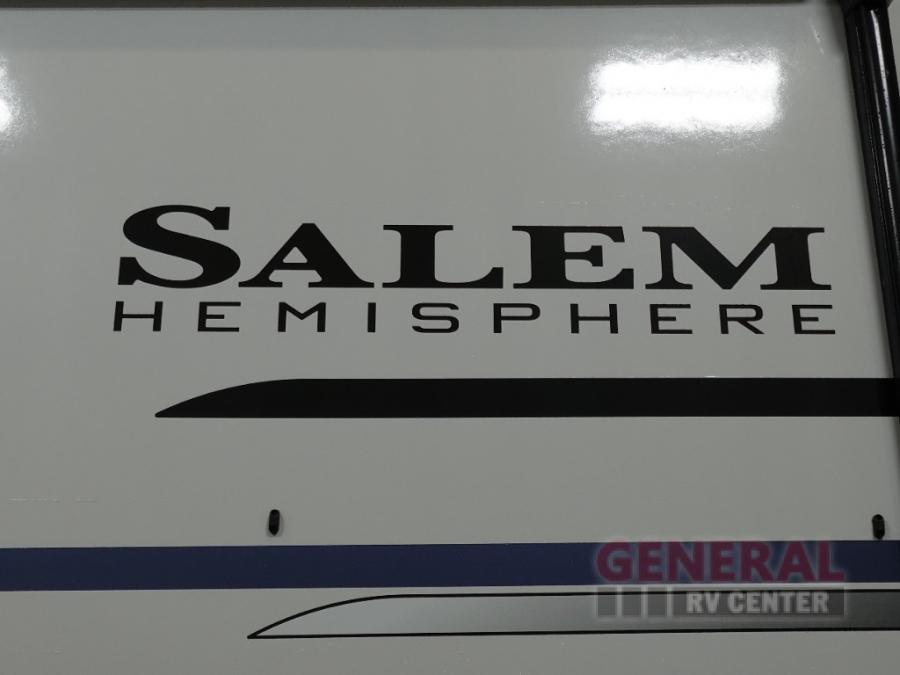 SALEM
HEMISPHERE
GENERAL
RV CENTER